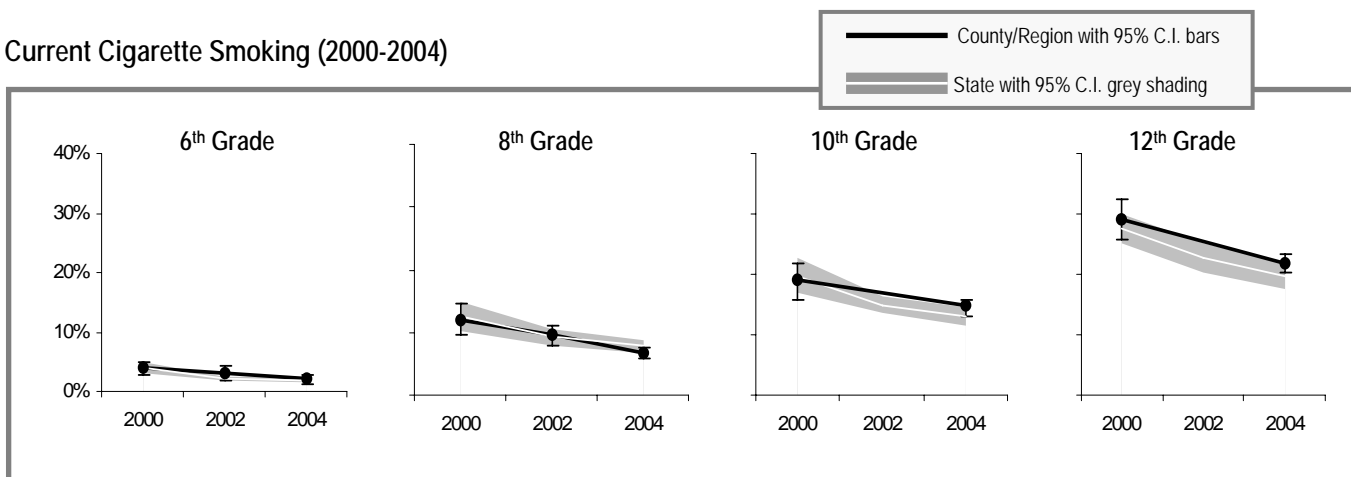 Current Cigarette Smoking (2000-2004)
County/Region with 95% C.I. bars
State with 95% C.I. grey shading
6th Grade
8th Grade
10th Grade
12th Grade
40%
30%
20%
10%
0%
2000 2002 2004
2000 2002 2004
2000 2002 2004
2000 2002 2004